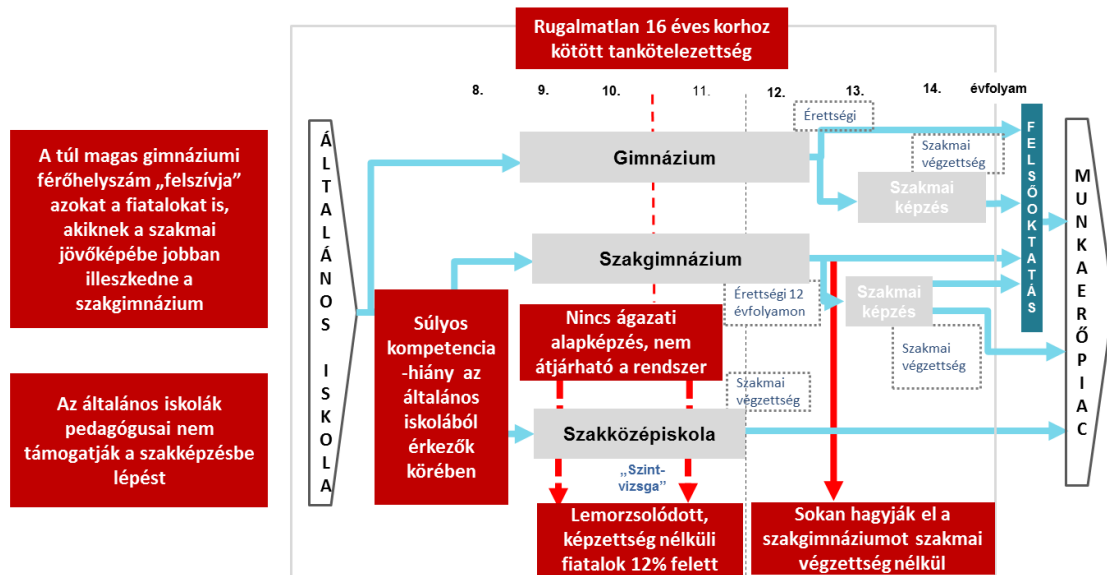 Rugalmatlan 16 éves korhoz
kötött tankötelezettség
8. 9. 10. 11. 12. 13. 14. évfolyam
A túl magas gimnáziumi
férőhelyszám „felszívja”
azokat a fiatalokat is,
akiknek a szakmai
jövőképébe jobban
illeszkedne a
szakgimnázium
Az általános iskolák
pedagógusai nem
támogatják a szakképzésbe
lépést
ÁLTALÁNOS ISKOLA
Súlyos
kompetencia
-hiány az
általános
iskolából
érkezők
körében
Gimnázium
Érettségi
Szakmai
végzettség
Szakmai
képzés
Szakgimnázium
Érettségi 12
évfolyamon
Szakmai
képzés
Szakmai
végzettség
Nincs ágazati
alapképzés, nem
átjárható a rendszer
Szakmai
végzettség
Szakközépiskola
„Szint-
vizsga”
Lemorzsolódott,
képzettség nélküli
fiatalok 12% felett
Sokan hagyják el a
szakgimnáziumot szakmai
végzettség nélkül
FELSŐOKTATÁS
MUNKAERŐPIAC